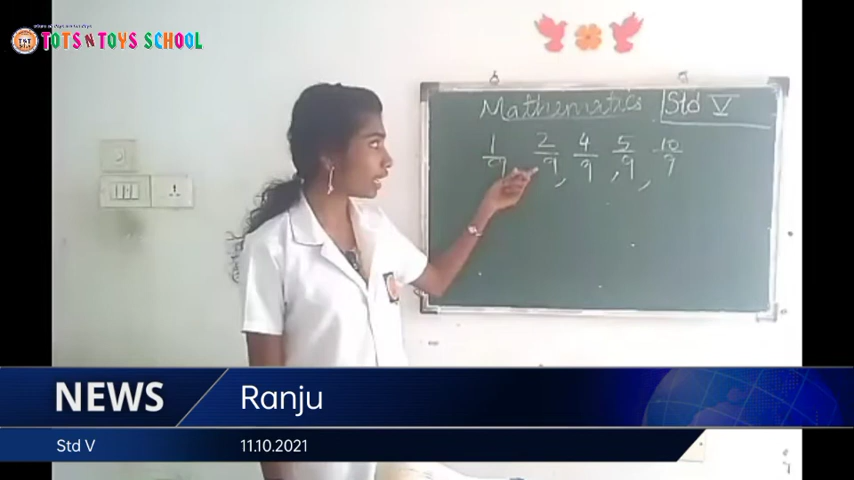 TOTS N TOYS SCHOOL
Mathematics Std V
1/9 2/9, 4/9, 5/9, 10/9
NEWS Ranju
Std V 11.10.2021